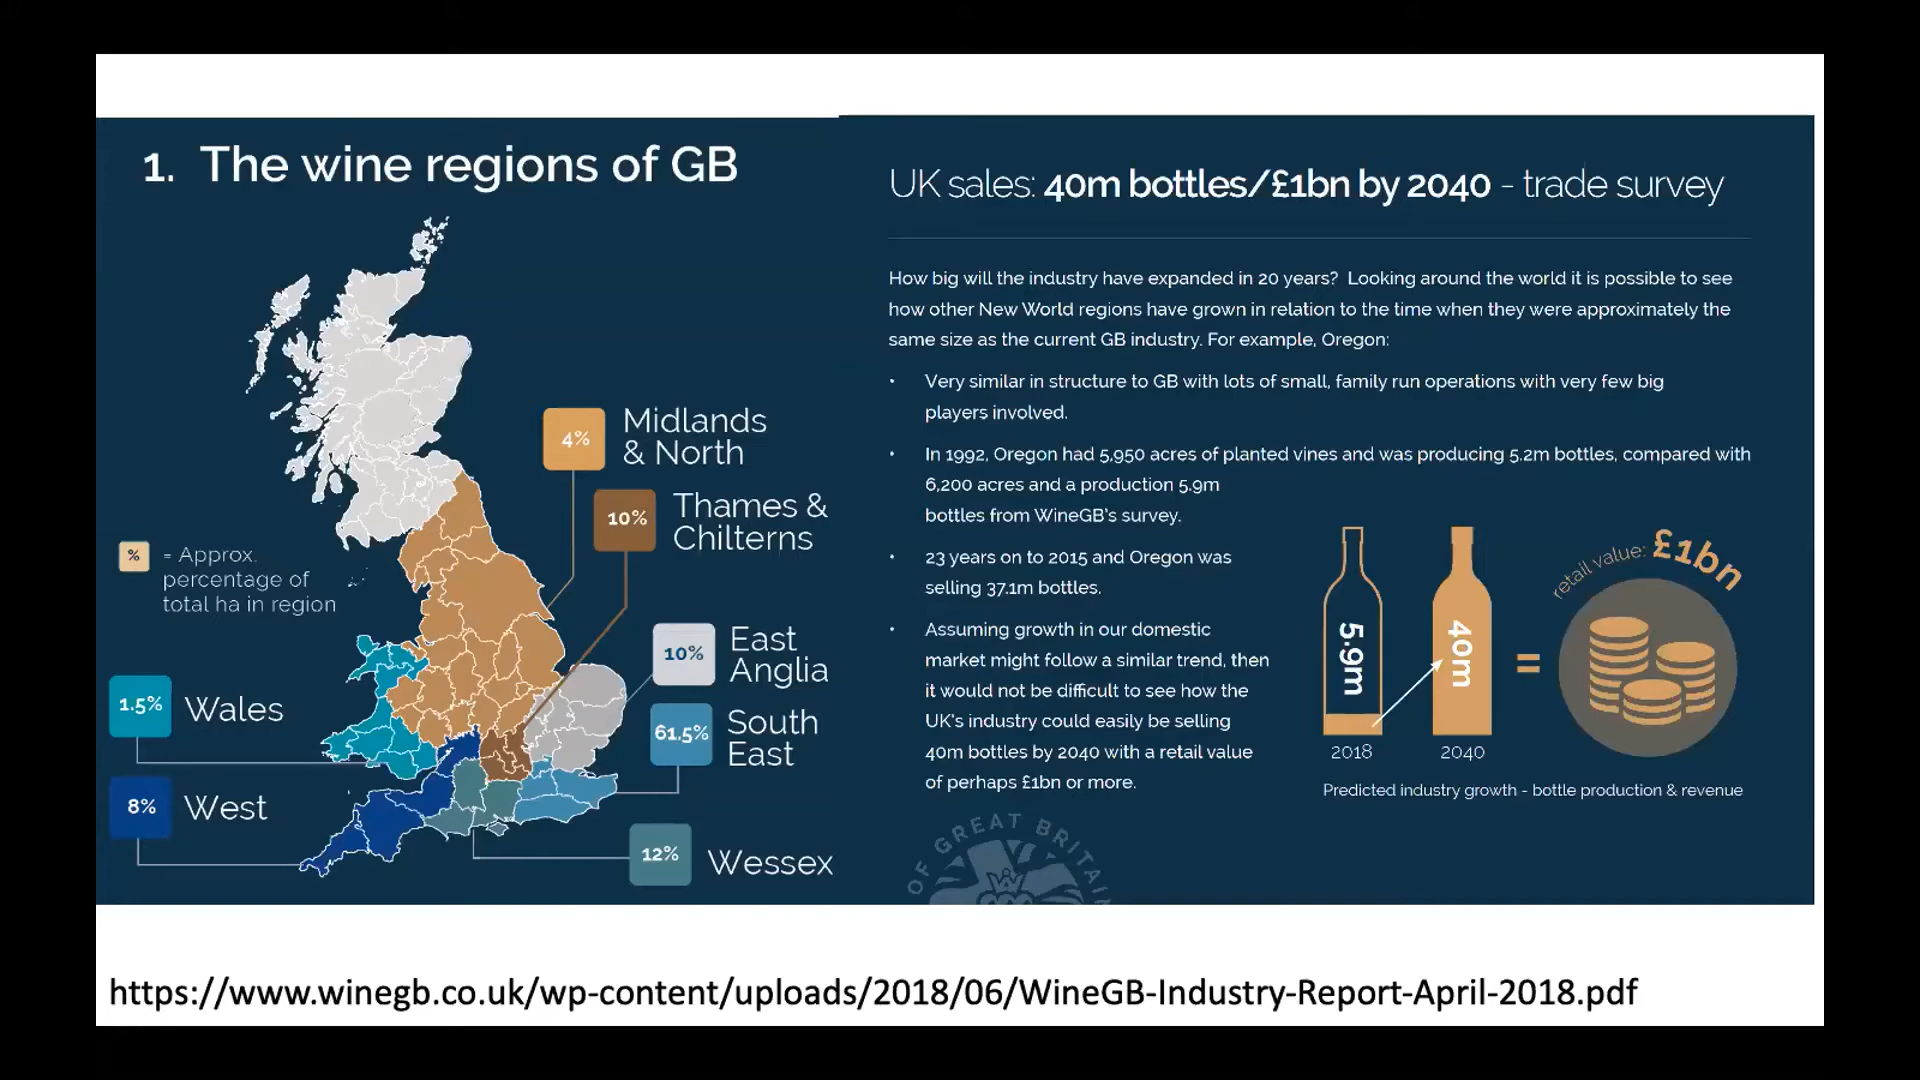 1. The wine regions of GB
4%
Midlands
& North
10%
Thames &
Chilterns
%
= Approx.
percentage of
total ha in region
10%
East
Anglia
1.5%
Wales
61.5%
South
East
8%
West
12%
Wessex
UK sales: 40m bottles/£1bn by 2040 - trade survey
How big will the industry have expanded in 20 years? Looking around the world it is possible to see
how other New World regions have grown in relation to the time when they were approximately the
same size as the current GB industry. For example, Oregon:
• Very similar in structure to GB with lots of small, family run operations with very few big
players involved.
• In 1992, Oregon had 5,950 acres of planted vines and was producing 5.2m bottles, compared with
6,200 acres and a production 5.9m
bottles from WineGB's survey.
• 23 years on to 2015 and Oregon was
selling 37.1m bottles.
• Assuming growth in our domestic
market might follow a similar trend, then
it would not be difficult to see how the
UK's industry could easily be selling
40m bottles by 2040 with a retail value
of perhaps £1bn or more.
5.9m
40m
=
retail value: £1bn
2018
2040
Predicted industry growth - bottle production & revenue
OF GREAT BRITAIN
https://www.winegb.co.uk/wp-content/uploads/2018/06/WineGB-Industry-Report-April-2018.pdf